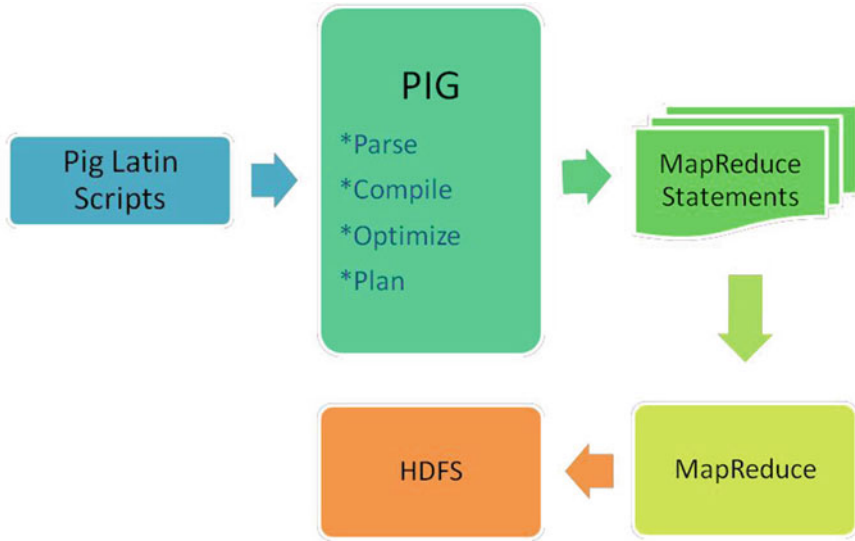 Pig Latin
Scripts
PIG
*Parse
*Compile
*Optimize
*Plan
MapReduce
Statements
HDFS
MapReduce